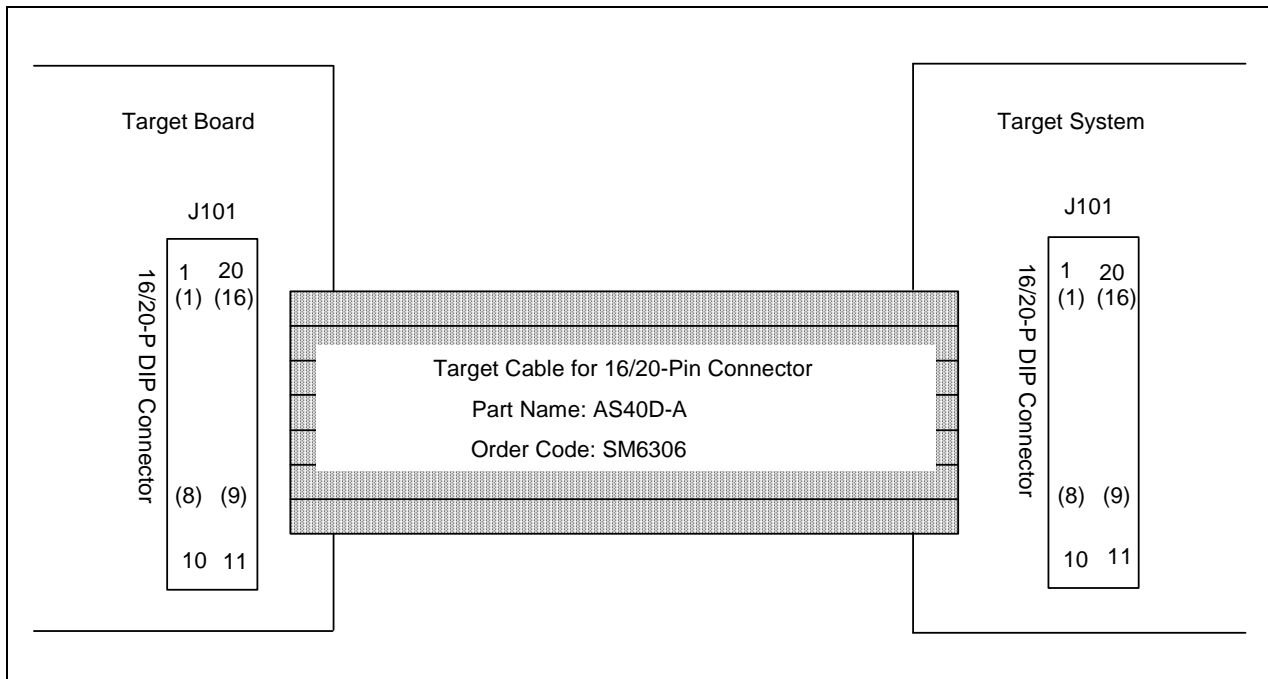 Target Board
J101
16/20-P DIP Connector
1 20
(1) (16)
(8) (9)
10 11
Target Cable for 16/20-Pin Connector
Part Name: AS40D-A
Order Code: SM6306
Target System
J101
16/20-P DIP Connector
1 20
(1) (16)
(8) (9)
10 11